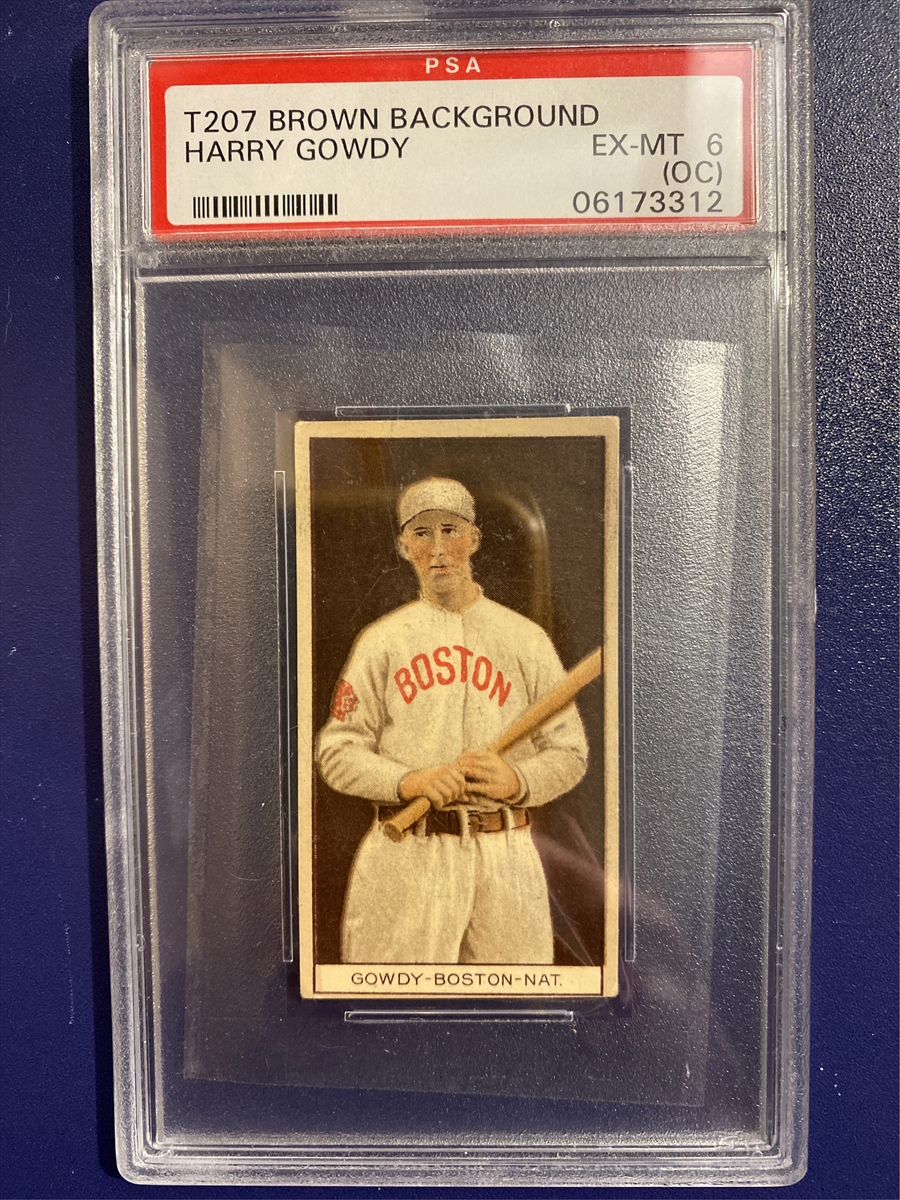 PSA
T207 BROWN BACKGROUND
HARRY GOWDY EX-MT 6
(OC)
06173312
BOSTON
GOWDY-BOSTON-NAT.